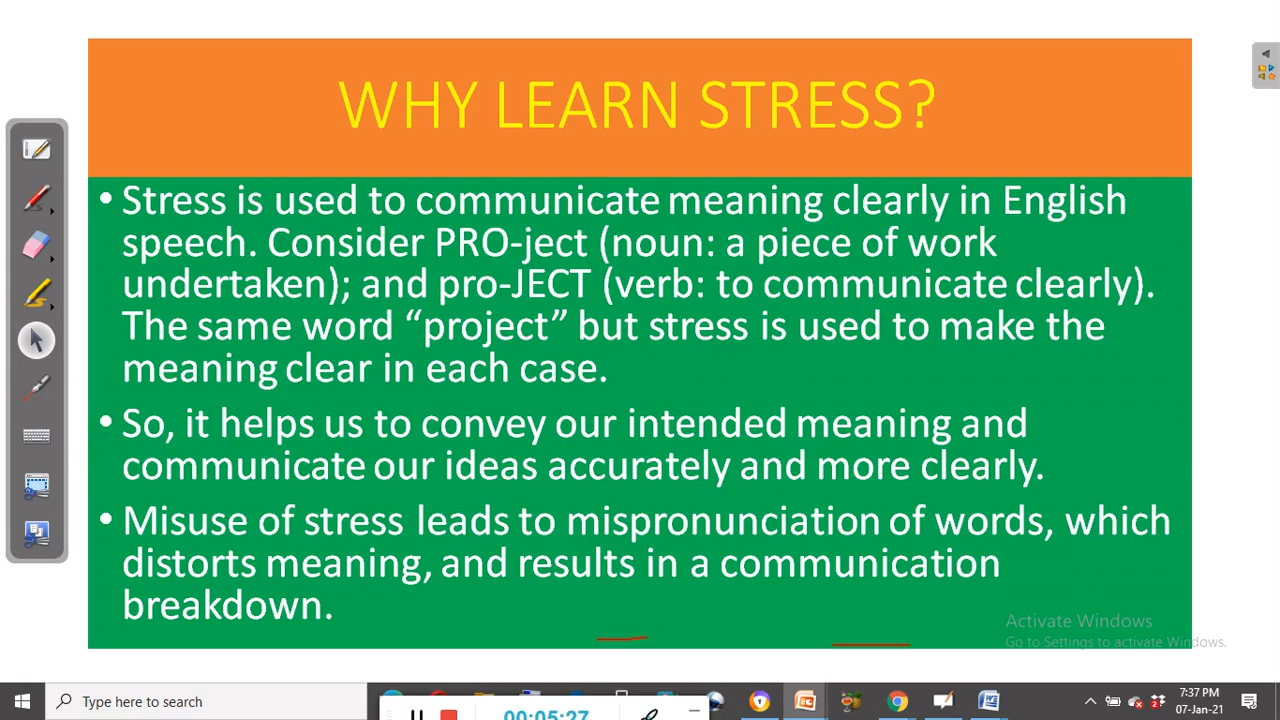 WHY LEARN STRESS?
• Stress is used to communicate meaning clearly in English
speech. Consider PRO-ject (noun: a piece of work
undertaken); and pro-JECT (verb: to communicate clearly).
The same word “project” but stress is used to make the
meaning clear in each case.
• So, it helps us to convey our intended meaning and
communicate our ideas accurately and more clearly.
• Misuse of stress leads to mispronunciation of words, which
distorts meaning, and results in a communication
breakdown.
Activate Windows
Go to Settings to activate Windows.
Type here to search
00:05:27
2
7:37 PM
07-Jan-21